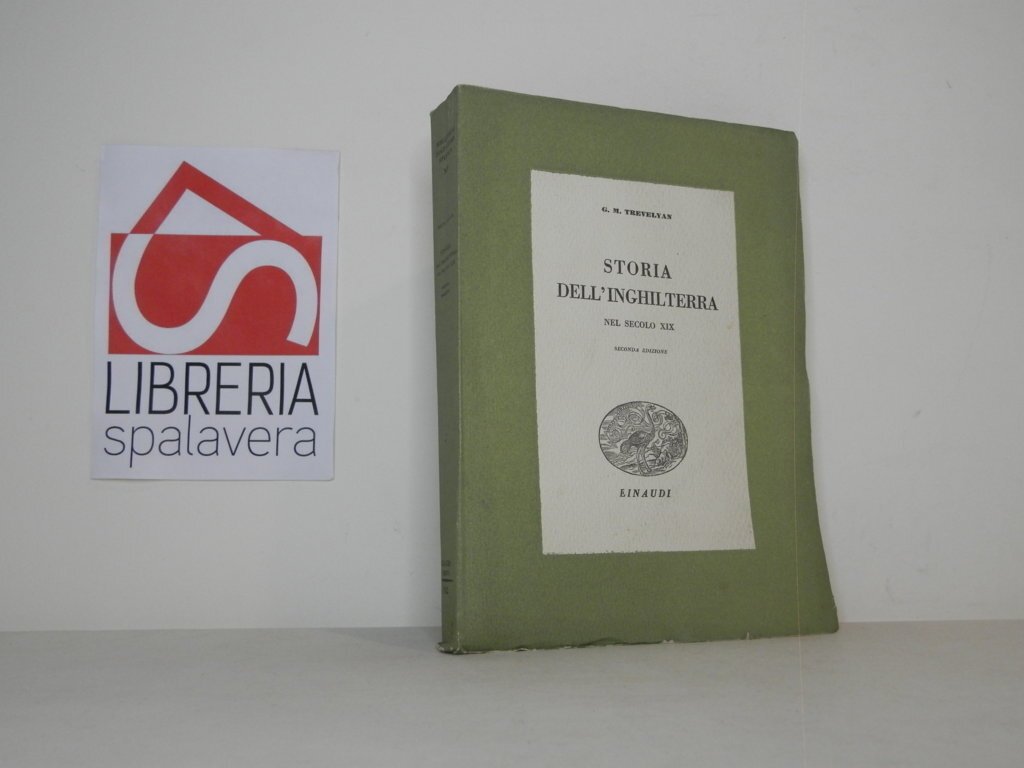 LIBRERIA
spalavera
G. M. TREVELYAN
STORIA
DELL'INGHILTERRA
NEL SECOLO XIX
SECONDA EDIZIONE
EINAUDI